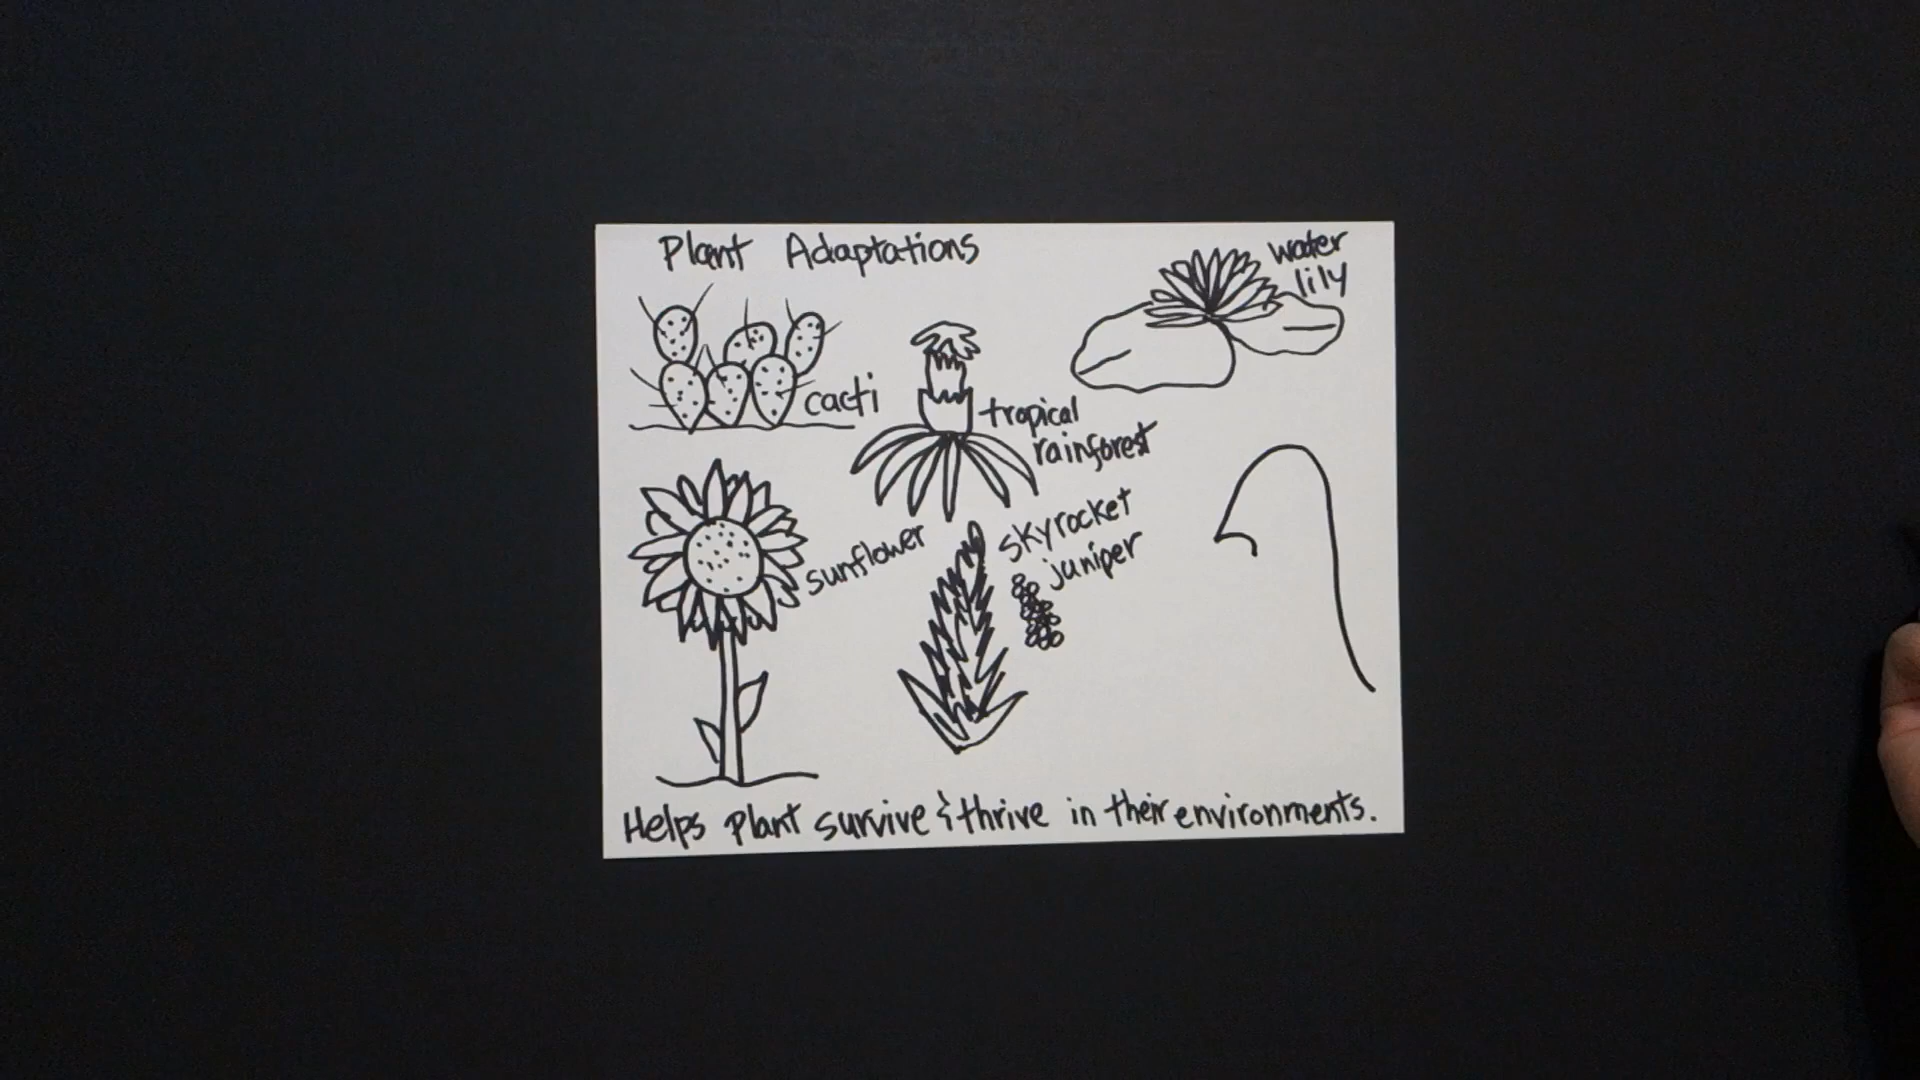 Plant Adaptations
water
lily
cacti
tropical
rainforest
sunflower
skyrocket
juniper
Helps plant survive & thrive in their environments.